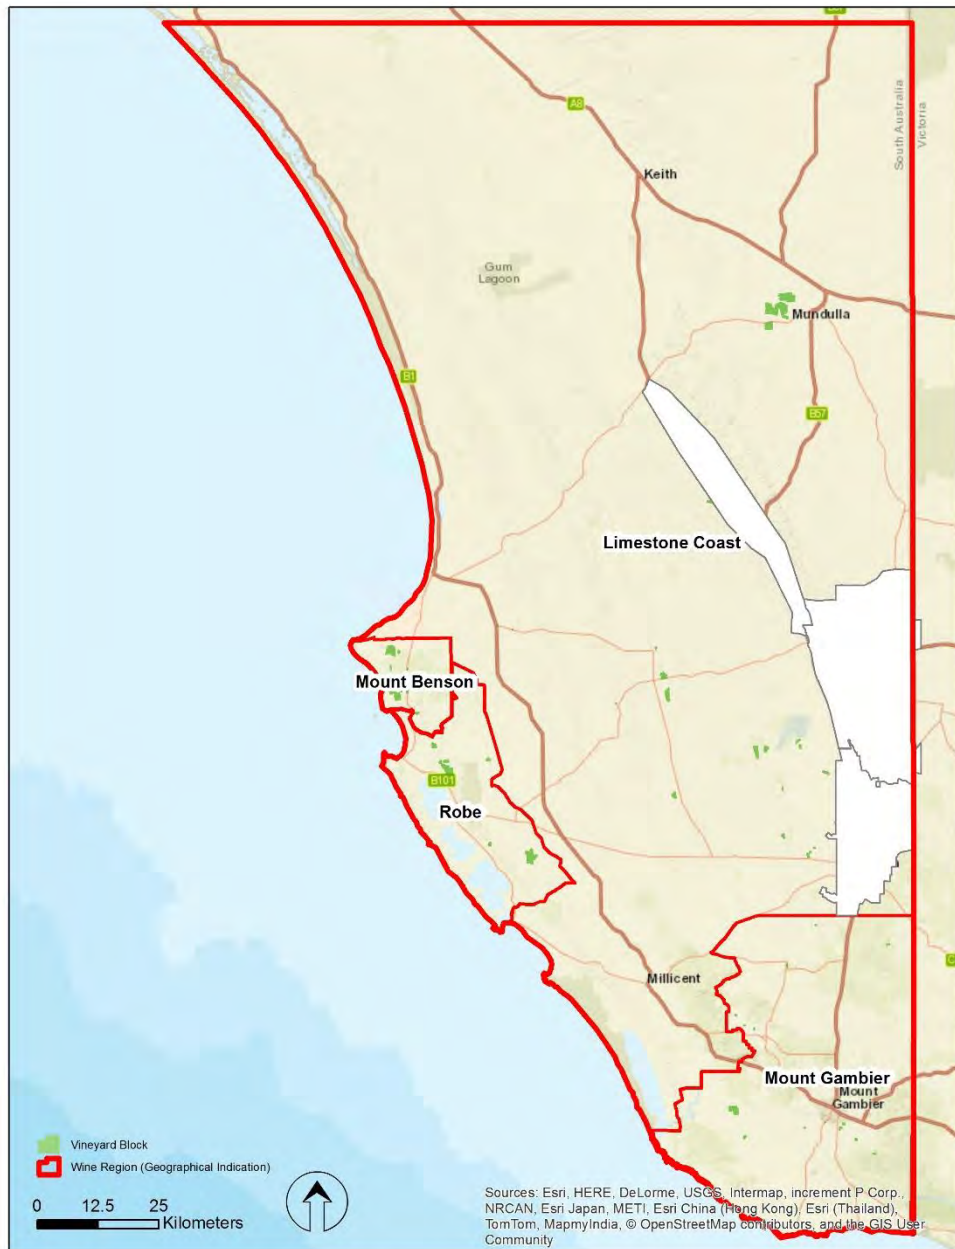 A8
South Australia
Victoria
Keith
Gum
Lagoon
Mundulla
B1
B57
Limestone Coast
Mount Benson
B101
Robe
Millicent
Mount Gambier
Mount
Gambier
Vineyard Block
Wine Region (Geographical Indication)
0 12.5 25
Kilometers
Sources: Esri, HERE, DeLorme, USGS, Intermap, increment P Corp.,
NRCAN, Esri Japan, METI, Esri China (Hong Kong), Esri (Thailand),
TomTom, MapmyIndia, © OpenStreetMap contributors, and the GIS User
Community